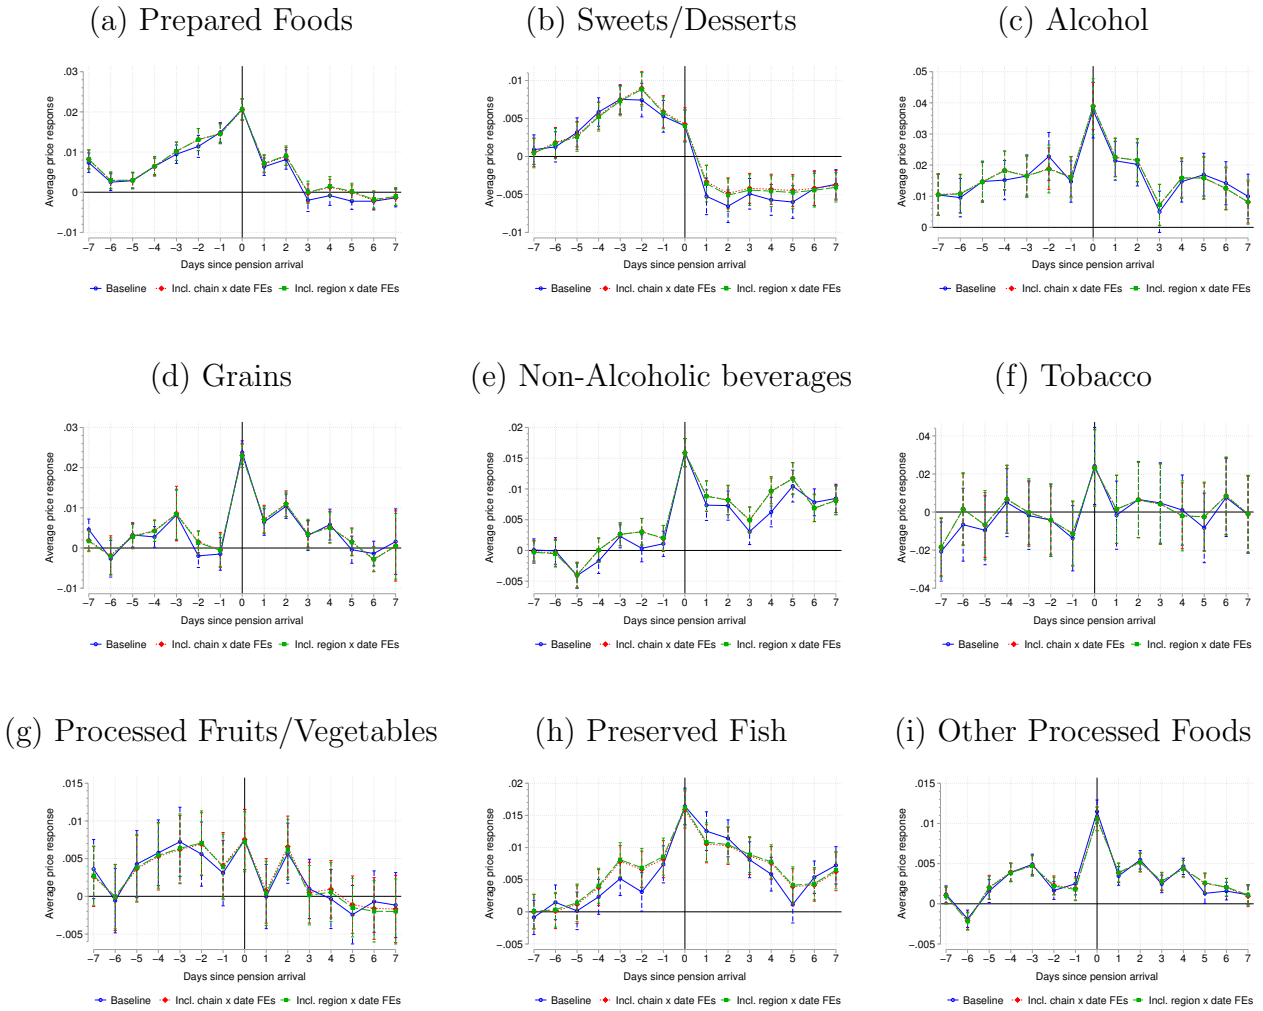 (a) Prepared Foods
(b) Sweets/Desserts
(c) Alcohol
Average price response
.03
.02
.01
0
−.01
−7 −6 −5 −4 −3 −2 −1 0 1 2 3 4 5 6 7
Days since pension arrival
Baseline Incl. chain x date FEs Incl. region x date FEs
Average price response
.01
.005
0
−.005
−.01
−7 −6 −5 −4 −3 −2 −1 0 1 2 3 4 5 6 7
Days since pension arrival
Baseline Incl. chain x date FEs Incl. region x date FEs
Average price response
.05
.04
.03
.02
.01
0
−7 −6 −5 −4 −3 −2 −1 0 1 2 3 4 5 6 7
Days since pension arrival
Baseline Incl. chain x date FEs Incl. region x date FEs
(d) Grains
(e) Non-Alcoholic beverages
(f) Tobacco
Average price response
.03
.02
.01
0
−.01
−7 −6 −5 −4 −3 −2 −1 0 1 2 3 4 5 6 7
Days since pension arrival
Baseline Incl. chain x date FEs Incl. region x date FEs
Average price response
.02
.015
.01
.005
0
−.005
−7 −6 −5 −4 −3 −2 −1 0 1 2 3 4 5 6 7
Days since pension arrival
Baseline Incl. chain x date FEs Incl. region x date FEs
Average price response
.04
.02
0
−.02
−.04
−7 −6 −5 −4 −3 −2 −1 0 1 2 3 4 5 6 7
Days since pension arrival
Baseline Incl. chain x date FEs Incl. region x date FEs
(g) Processed Fruits/Vegetables
(h) Preserved Fish
(i) Other Processed Foods
Average price response
.015
.01
.005
0
−.005
−7 −6 −5 −4 −3 −2 −1 0 1 2 3 4 5 6 7
Days since pension arrival
Baseline Incl. chain x date FEs Incl. region x date FEs
Average price response
.02
.015
.01
.005
0
−.005
−7 −6 −5 −4 −3 −2 −1 0 1 2 3 4 5 6 7
Days since pension arrival
Baseline Incl. chain x date FEs Incl. region x date FEs
Average price response
.015
.01
.005
0
−.005
−7 −6 −5 −4 −3 −2 −1 0 1 2 3 4 5 6 7
Days since pension arrival
Baseline Incl. chain x date FEs Incl. region x date FEs